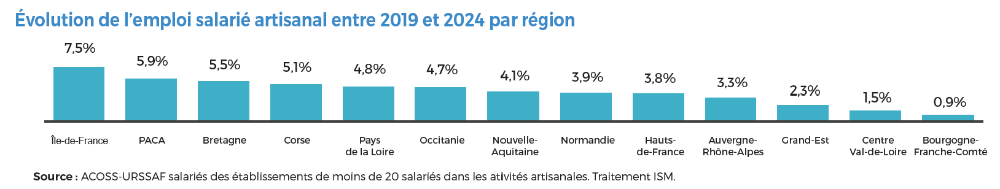 Évolution de l’emploi salarié artisanal entre 2019 et 2024 par région
7,5%
5,9%
5,5%
5,1%
4,8%
4,7%
4,1%
3,9%
3,8%
3,3%
2,3%
1,5%
0,9%
Île-de-France
PACA
Bretagne
Corse
Pays
de la Loire
Occitanie
Nouvelle-
Aquitaine
Normandie
Hauts-
de-France
Auvergne-
Rhône-Alpes
Grand-Est
Centre
Val-de-Loire
Bourgogne-
Franche-Comté
Source : ACOSS-URSSAF salariés des établissements de moins de 20 salariés dans les ativités artisanales. Traitement ISM.